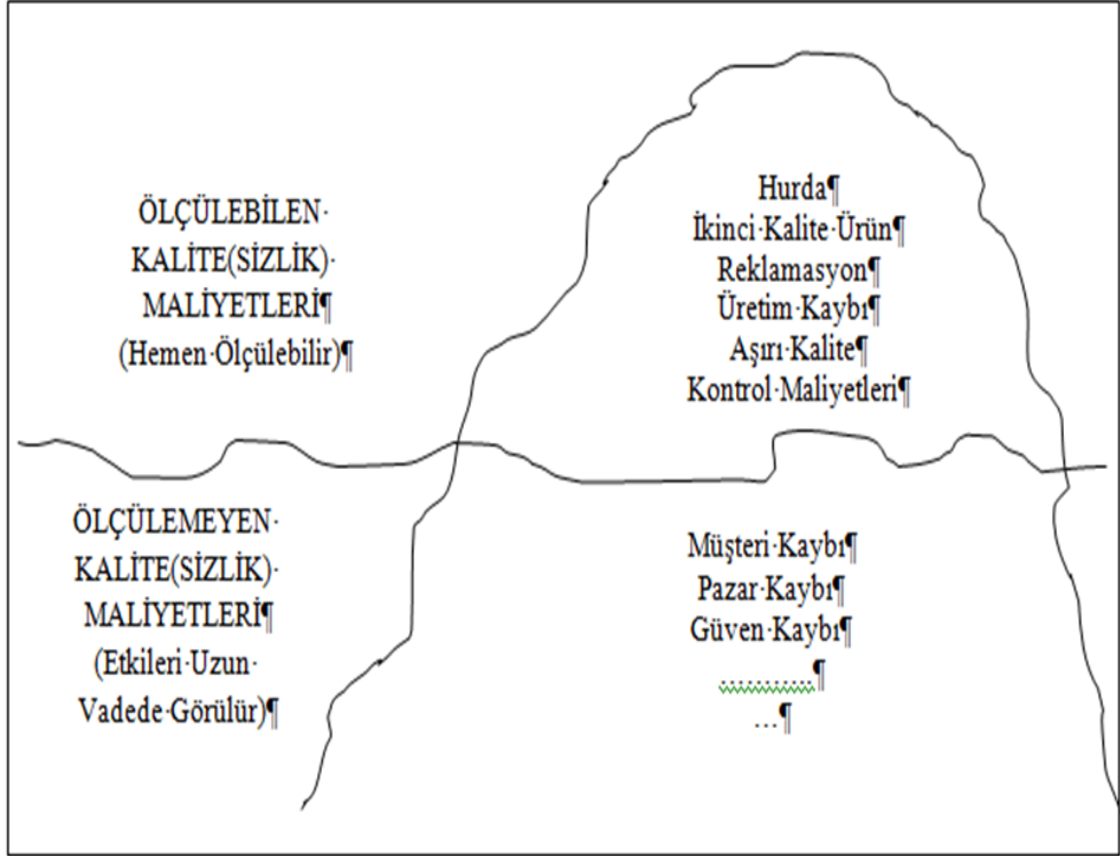 ÖLÇÜLEBİLEN·
KALİTE(SİZLİK)·
MALİYETLERİ¶
(Hemen·Ölçülebilir)¶
Hurda¶
İkinci·Kalite·Ürün¶
Reklamasyon¶
Üretim·Kaybı¶
Aşırı·Kalite¶
Kontrol·Maliyetleri¶
ÖLÇÜLEMEYEN·
KALİTE(SİZLİK)·
MALİYETLERİ¶
(Etkileri·Uzun·
Vadede·Görülür)¶
Müşteri·Kaybı¶
Pazar·Kaybı¶
Güven·Kaybı¶
...........¶
...¶